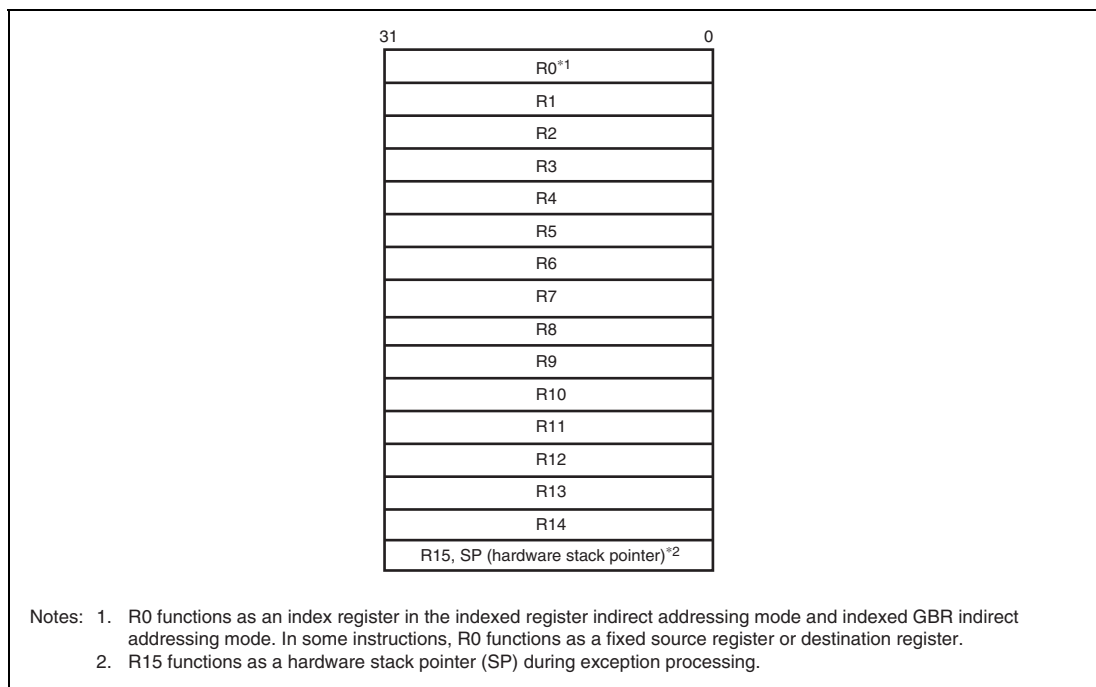 31 0
R0*1
R1
R2
R3
R4
R5
R6
R7
R8
R9
R10
R11
R12
R13
R14
R15, SP (hardware stack pointer)*2
Notes: 1. R0 functions as an index register in the indexed register indirect addressing mode and indexed GBR indirect
addressing mode. In some instructions, R0 functions as a fixed source register or destination register.
2. R15 functions as a hardware stack pointer (SP) during exception processing.